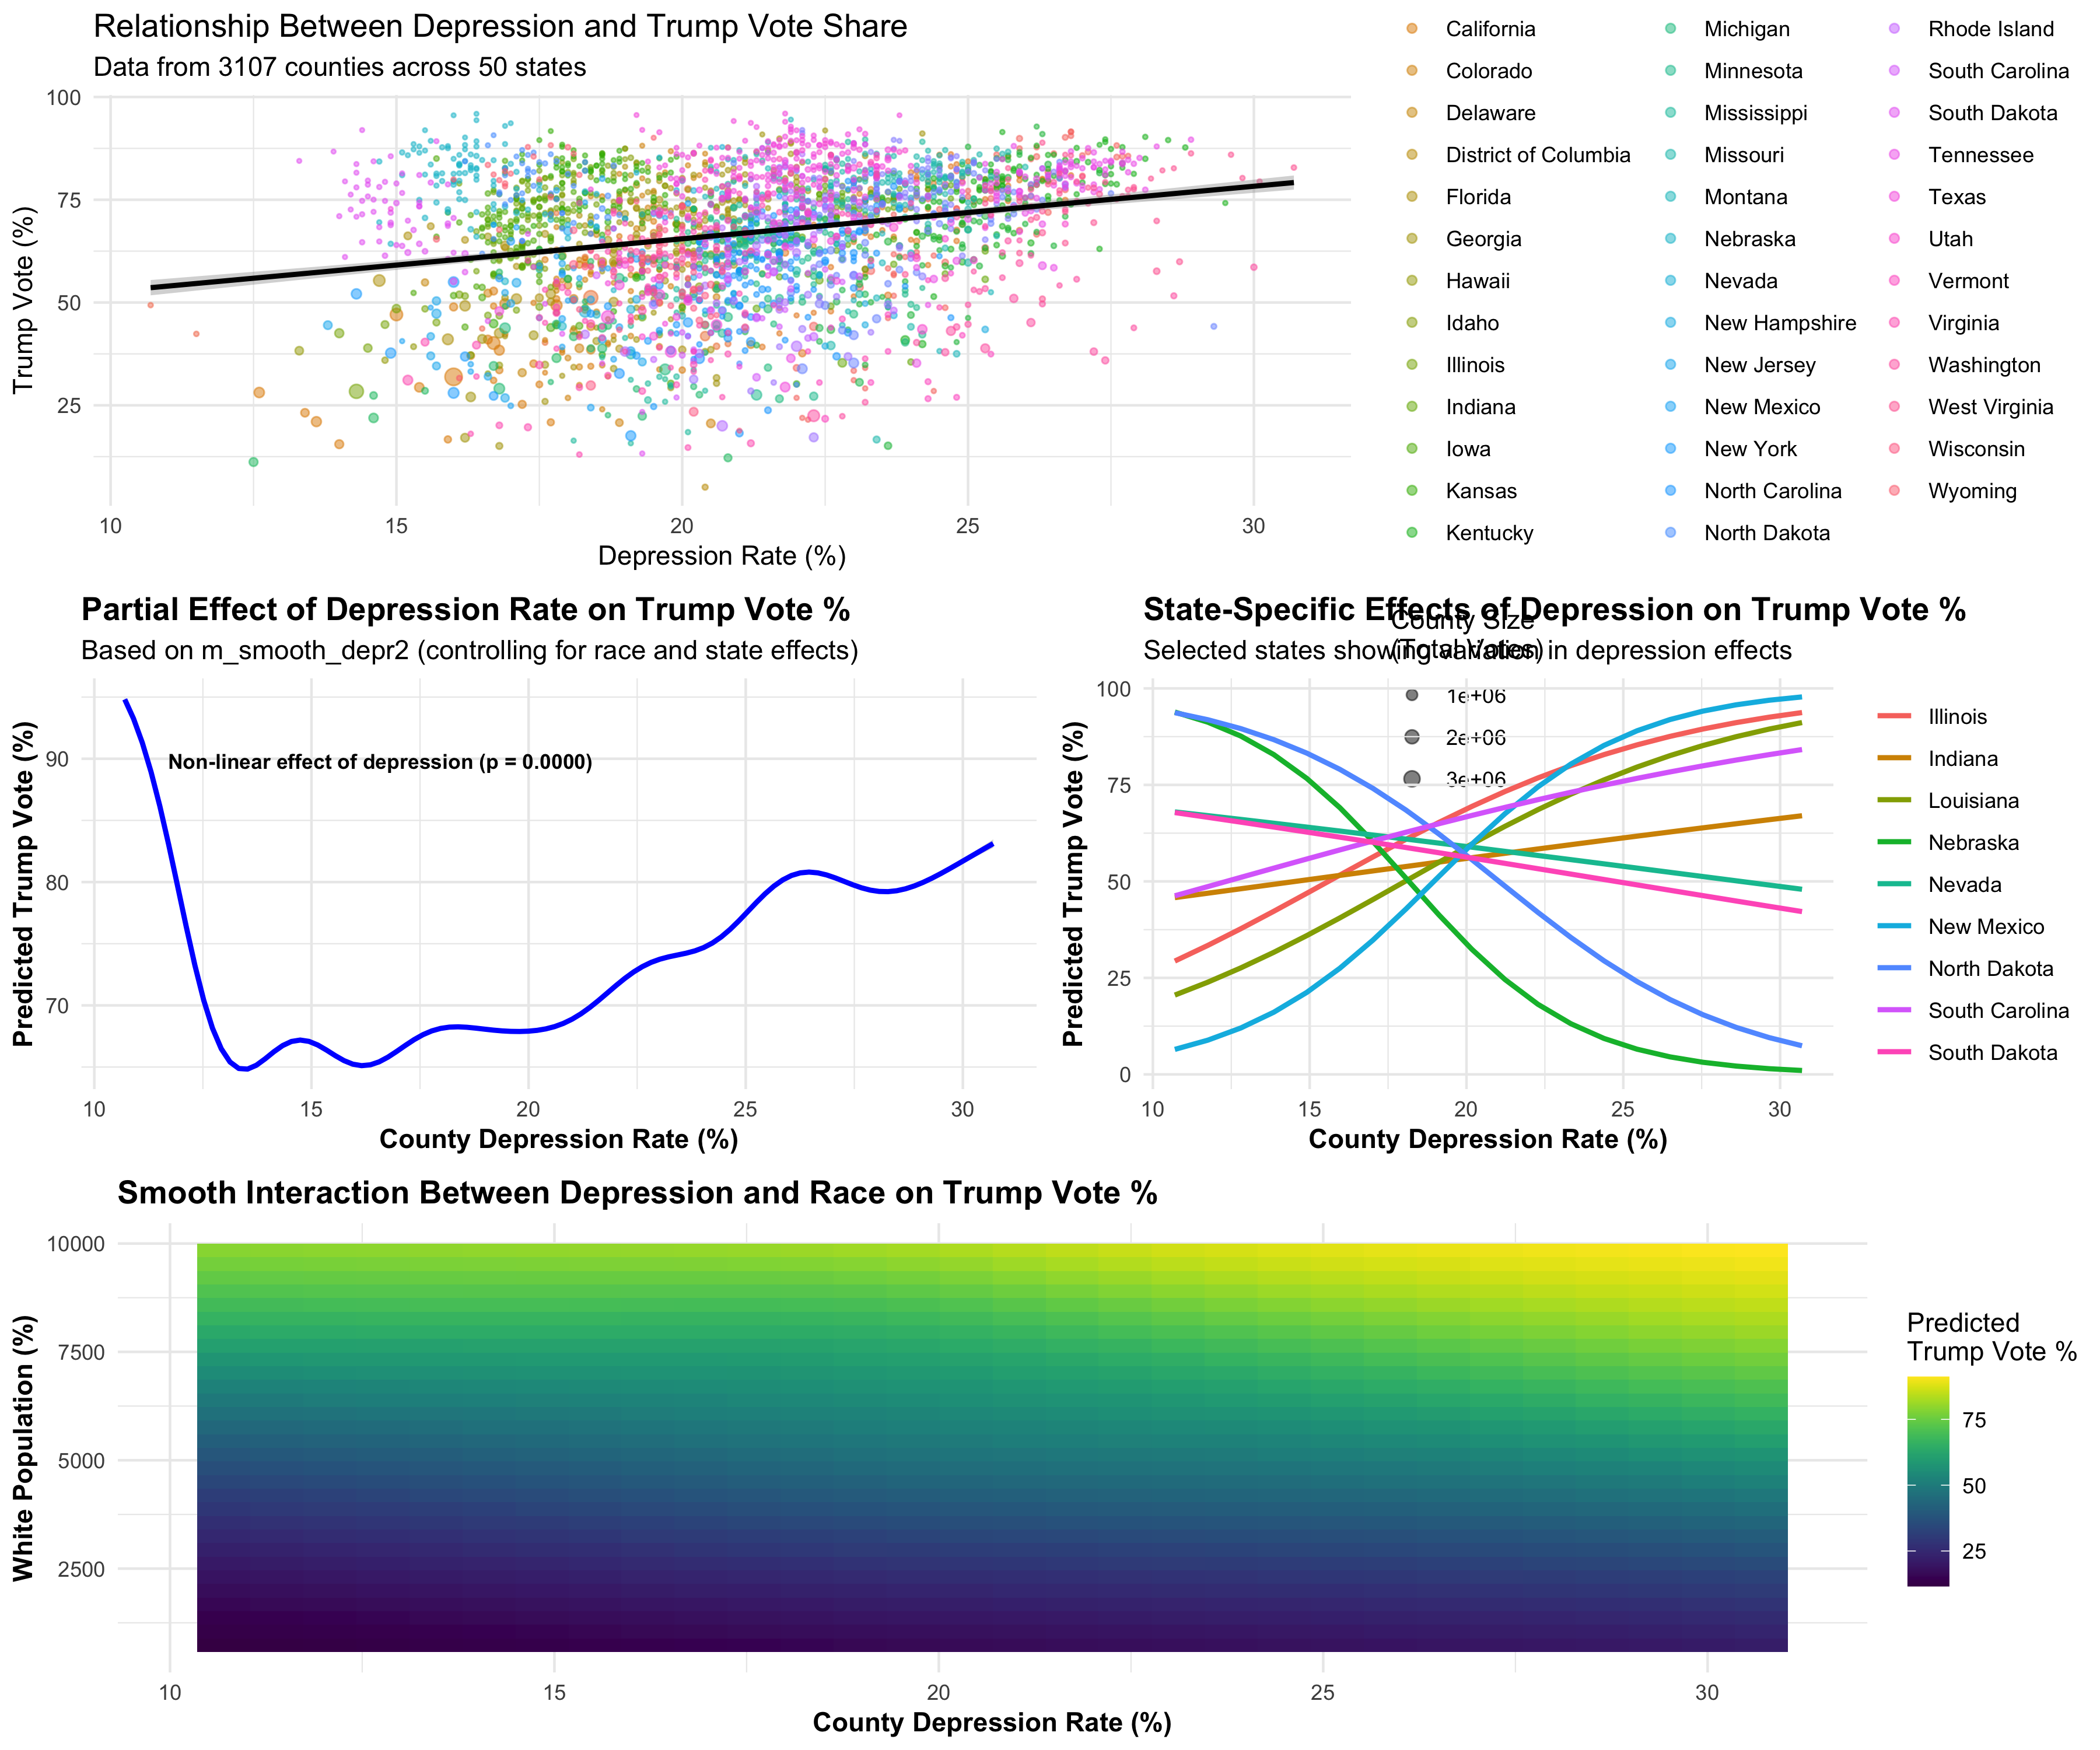 Relationship Between Depression and Trump Vote Share
Data from 3107 counties across 50 states
Trump Vote (%)
100
75
50
25
10
15
20
25
30
Depression Rate (%)
California
Colorado
Delaware
District of Columbia
Florida
Georgia
Hawaii
Idaho
Illinois
Indiana
Iowa
Kansas
Kentucky
Michigan
Minnesota
Mississippi
Missouri
Montana
Nebraska
Nevada
New Hampshire
New Jersey
New Mexico
New York
North Carolina
North Dakota
Rhode Island
South Carolina
South Dakota
Tennessee
Texas
Utah
Vermont
Virginia
Washington
West Virginia
Wisconsin
Wyoming
County Size
(Total Votes)
1e+06
2e+06
3e+06
Partial Effect of Depression Rate on Trump Vote %
Based on m_smooth_depr2 (controlling for race and state effects)
Predicted Trump Vote (%)
90
80
70
Non-linear effect of depression (p = 0.0000)
10
15
20
25
30
County Depression Rate (%)
State-Specific Effects of Depression on Trump Vote %
Selected states showing variation in depression effects
Predicted Trump Vote (%)
100
75
50
25
0
10
15
20
25
30
County Depression Rate (%)
Illinois
Indiana
Louisiana
Nebraska
Nevada
New Mexico
North Dakota
South Carolina
South Dakota
Smooth Interaction Between Depression and Race on Trump Vote %
White Population (%)
10000
7500
5000
2500
10
15
20
25
30
County Depression Rate (%)
Predicted
Trump Vote %
75
50
25